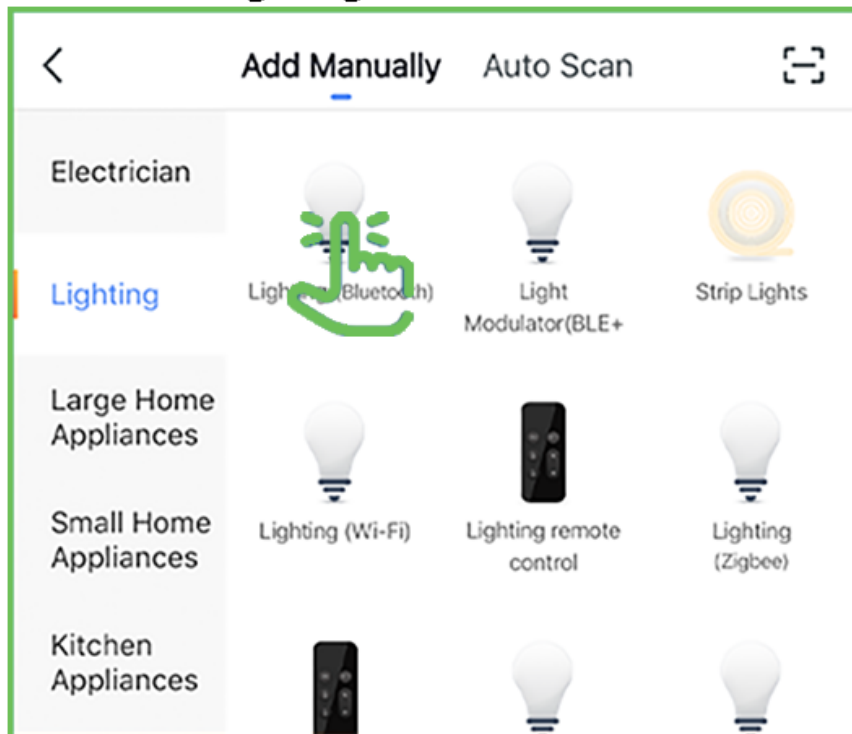 Add Manually Auto Scan
Electrician
Lighting
Large Home
Appliances
Small Home
Appliances
Kitchen
Appliances
(Bluetooth)
Light
Modulator(BLE+
Strip Lights
Lighting (Wi-Fi)
Lighting remote
control
Lighting
(Zigbee)